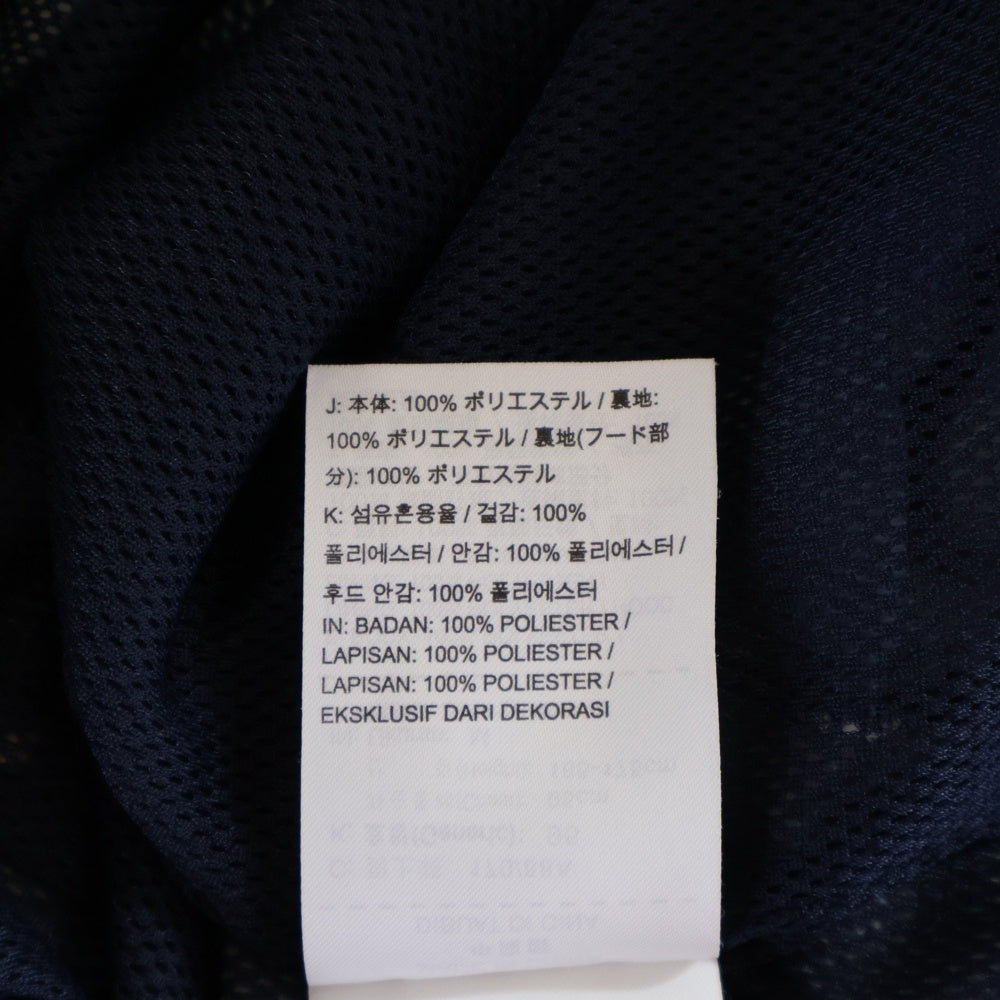 J: 本体: 100% ポリエステル / 裏地:
100% ポリエステル / 裏地(フード部
分): 100% ポリエステル
K: 섬유혼용율 / 겉감: 100%
폴리에스터 / 안감: 100% 폴리에스터 /
후드 안감: 100% 폴리에스터
IN: BADAN: 100% POLIESTER /
LAPISAN: 100% POLIESTER /
LAPISAN: 100% POLIESTER /
EKSKLUSIF DARI DEKORASI